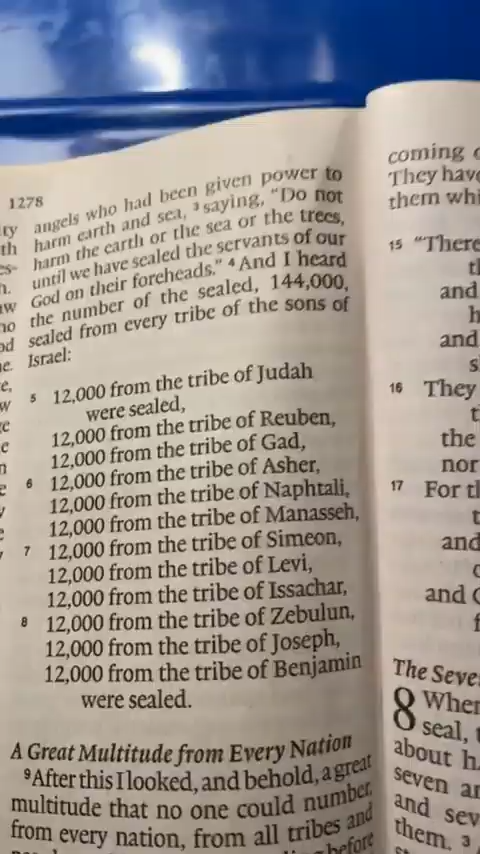 1278
angels who had been given power to
harm earth and sea, 3 saying, "Do not
harm the earth or the sea or the trees,
until we have sealed the servants of our
God on their foreheads." 4 And I heard
the number of the sealed, 144,000,
sealed from every tribe of the sons of
Israel:
5 12,000 from the tribe of Judah
were sealed,
12,000 from the tribe of Reuben,
12,000 from the tribe of Gad,
6 12,000 from the tribe of Asher,
12,000 from the tribe of Naphtali,
12,000 from the tribe of Manasseh,
7 12,000 from the tribe of Simeon,
12,000 from the tribe of Levi,
12,000 from the tribe of Issachar,
8 12,000 from the tribe of Zebulun,
12,000 from the tribe of Joseph,
12,000 from the tribe of Benjamin
were sealed.
A Great Multitude from Every Nation
9 After this I looked, and behold, a great
multitude that no one could number,
from every nation, from all tribes and
before
coming
They have
them
15 "There
and
and
16 They
the
nor
17 For
and
and
The
8 When
seal,
about
seven
and
them. 3